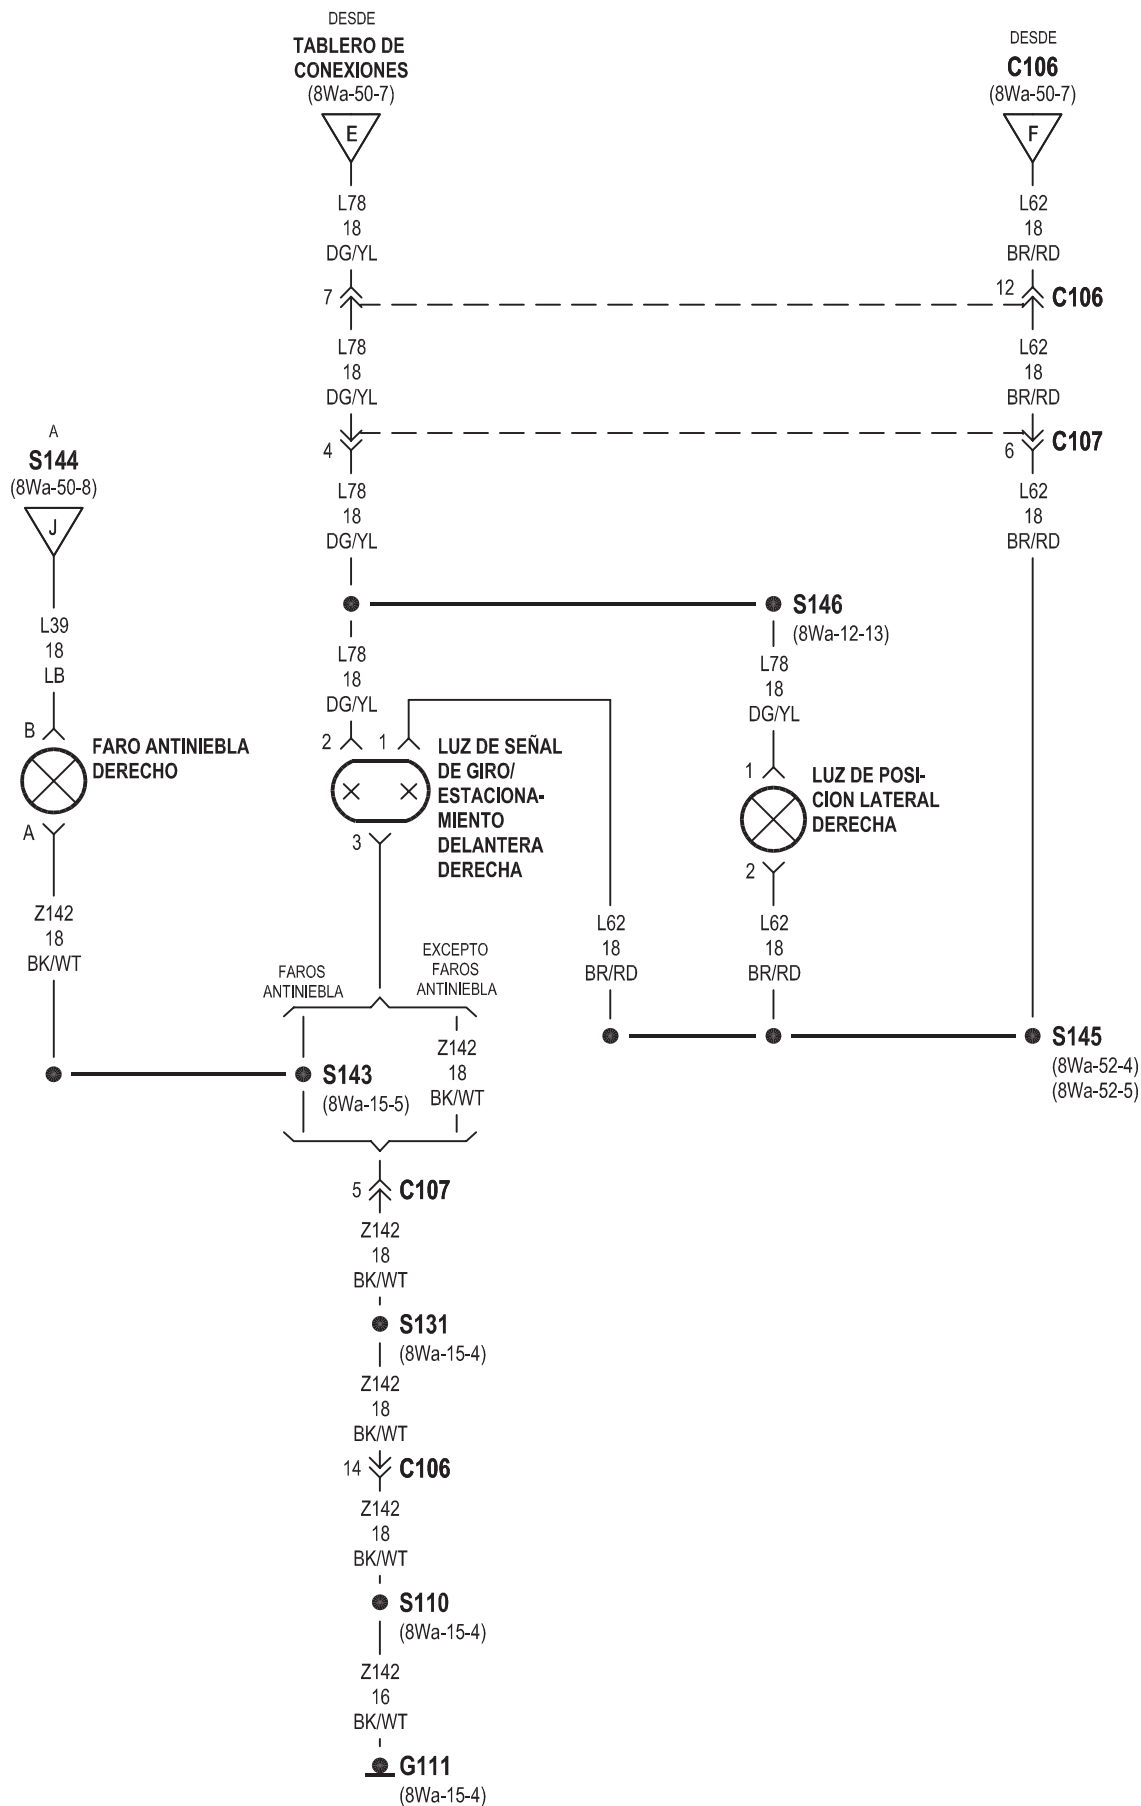 DESDE
TABLERO DE
CONEXIONES
(8Wa-50-7)
E
L78
18
DG/YL
7
L78
18
DG/YL
4
L78
18
DG/YL
DESDE
C106
(8Wa-50-7)
F
L62
18
BR/RD
12
C106
L62
18
BR/RD
6
C107
L62
18
BR/RD
A
S144
(8Wa-50-8)
J
L39
18
LB
B
FARO ANTINIEBLA
DERECHO
A
Z142
18
BK/WT
S146
(8Wa-12-13)
L78
18
DG/YL
2
1
LUZ DE SEÑAL
DE GIRO/
ESTACIONA-
MIENTO
DELANTERA
DERECHA
3
L78
18
DG/YL
1
LUZ DE POSI-
CION LATERAL
DERECHA
2
L62
18
BR/RD
L62
18
BR/RD
S145
(8Wa-52-4)
(8Wa-52-5)
FAROS
ANTINIEBLA
EXCEPTO
FAROS
ANTINIEBLA
S143
(8Wa-15-5)
Z142
18
BK/WT
5
C107
Z142
18
BK/WT
S131
(8Wa-15-4)
Z142
18
BK/WT
14
C106
Z142
18
BK/WT
S110
(8Wa-15-4)
Z142
16
BK/WT
G111
(8Wa-15-4)